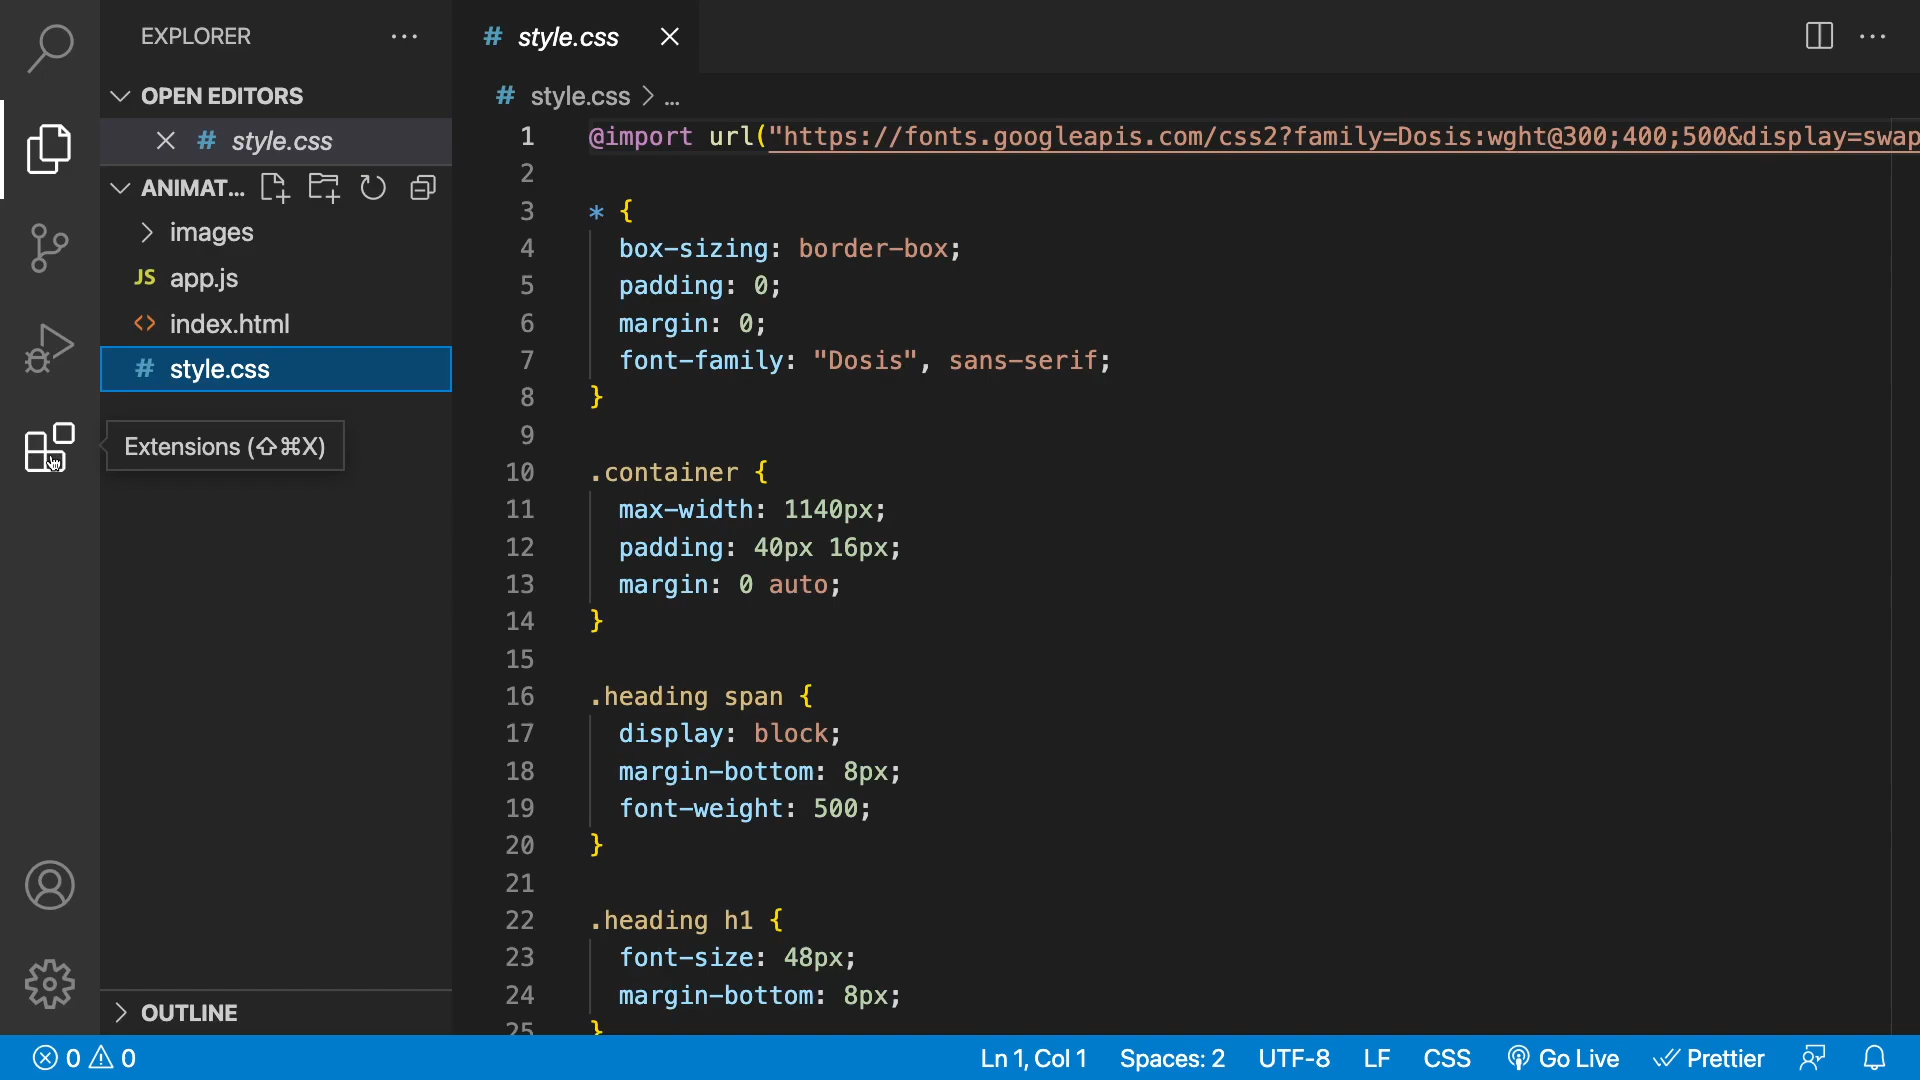 EXPLORER
OPEN EDITORS
# style.css
ANIMAT...
images
JS app.js
<> index.html
# style.css
Extensions (⇧⌘X)
OUTLINE
# style.css
# style.css > ...
1 @import url("https://fonts.googleapis.com/css2?family=Dosis:wght@300;400;500&display=swap
2
3 * {
4 box-sizing: border-box;
5 padding: 0;
6 margin: 0;
7 font-family: "Dosis", sans-serif;
8 }
9
10 .container {
11 max-width: 1140px;
12 padding: 40px 16px;
13 margin: 0 auto;
14 }
15
16 .heading span {
17 display: block;
18 margin-bottom: 8px;
19 font-weight: 500;
20 }
21
22 .heading h1 {
23 font-size: 48px;
24 margin-bottom: 8px;
25 }
0 0 Ln 1, Col 1 Spaces: 2 UTF-8 LF CSS Go Live Prettier